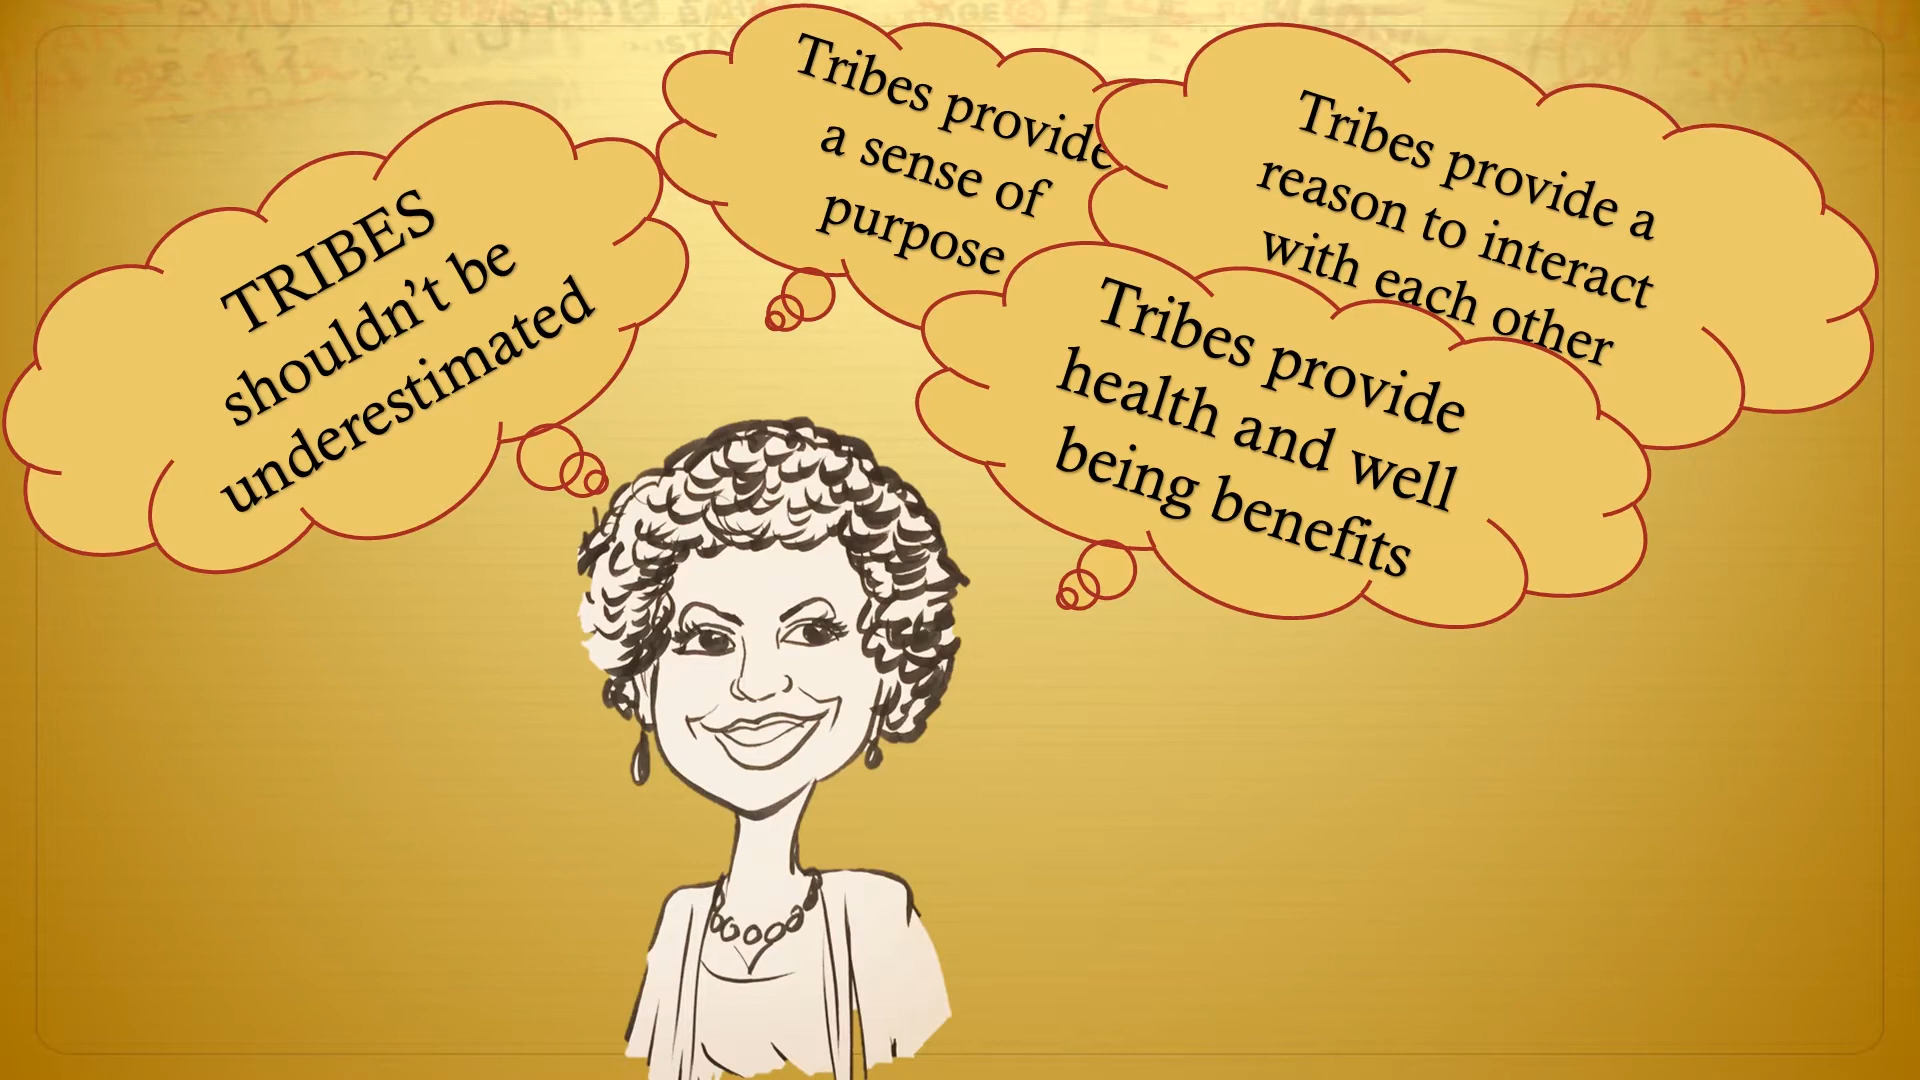 TRIBES
shouldn’t be
underestimated
Tribes provide
a sense of
purpose
Tribes provide a
reason to interact
with each other
Tribes provide
health and well
being benefits